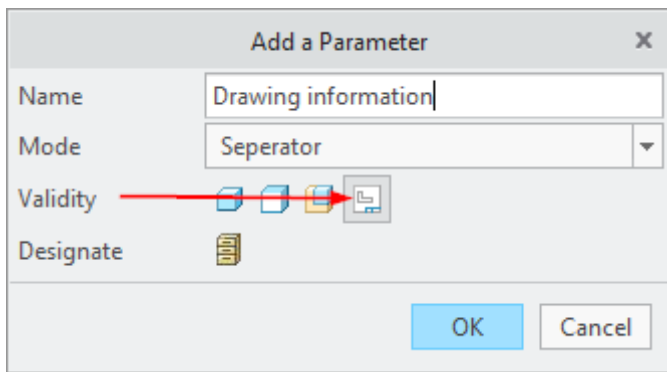 Add a Parameter
Name Drawing information
Mode Seperator
Validity
Designate
OK Cancel